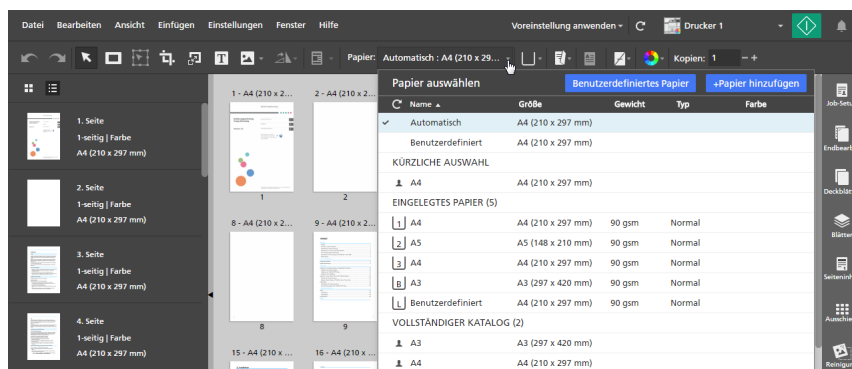 Datei Bearbeiten Ansicht Einfügen Einstellungen Fenster Hilfe Voreinstellung anwenden Drucker 1
Papier: Automatisch : A4 (210 x 29... Kopien: 1 - +
Papier auswählen Benutzerdefiniertes Papier +Papier hinzufügen
Name Größe Gewicht Typ Farbe
Automatisch A4 (210 x 297 mm)
Benutzerdefiniert A4 (210 x 297 mm)
KÜRZLICHE AUSWAHL
A4 A4 (210 x 297 mm)
EINGELEGTES PAPIER (5)
1 A4 A4 (210 x 297 mm) 90 gsm Normal
2 A5 A5 (148 x 210 mm) 90 gsm Normal
3 A4 A4 (210 x 297 mm) 90 gsm Normal
B A3 A3 (297 x 420 mm) 90 gsm Normal
L Benutzerdefiniert A4 (210 x 297 mm) 90 gsm Normal
VOLLSTÄNDIGER KATALOG (2)
A3 A3 (297 x 420 mm)
A4 A4 (210 x 297 mm)
1. Seite
1-seitig | Farbe
A4 (210 x 297 mm)
2. Seite
1-seitig | Farbe
A4 (210 x 297 mm)
3. Seite
1-seitig | Farbe
A4 (210 x 297 mm)
4. Seite
1-seitig | Farbe
A4 (210 x 297 mm)
1 - A4 (210 x 2... 2 - A4 (210 x 2...
1 2
8 - A4 (210 x 2... 9 - A4 (210 x 2...
8 9
15 - A4 (210 x ... 16 - A4 (210 x ...
Job-Setu
Endbearb
Deckblät
Blätter
Seiteninh
Ausschie
Reinigun